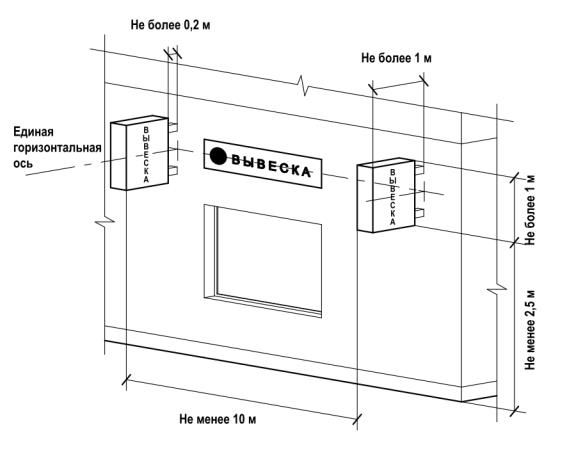 Не более 0,2 м
Не более 1 м
Единая
горизонтальная
ось
ВЫВЕСКА
ВЫВЕСКА
ВЫВЕСКА
Не более 1 м
Не менее 2,5 м
Не менее 10 м